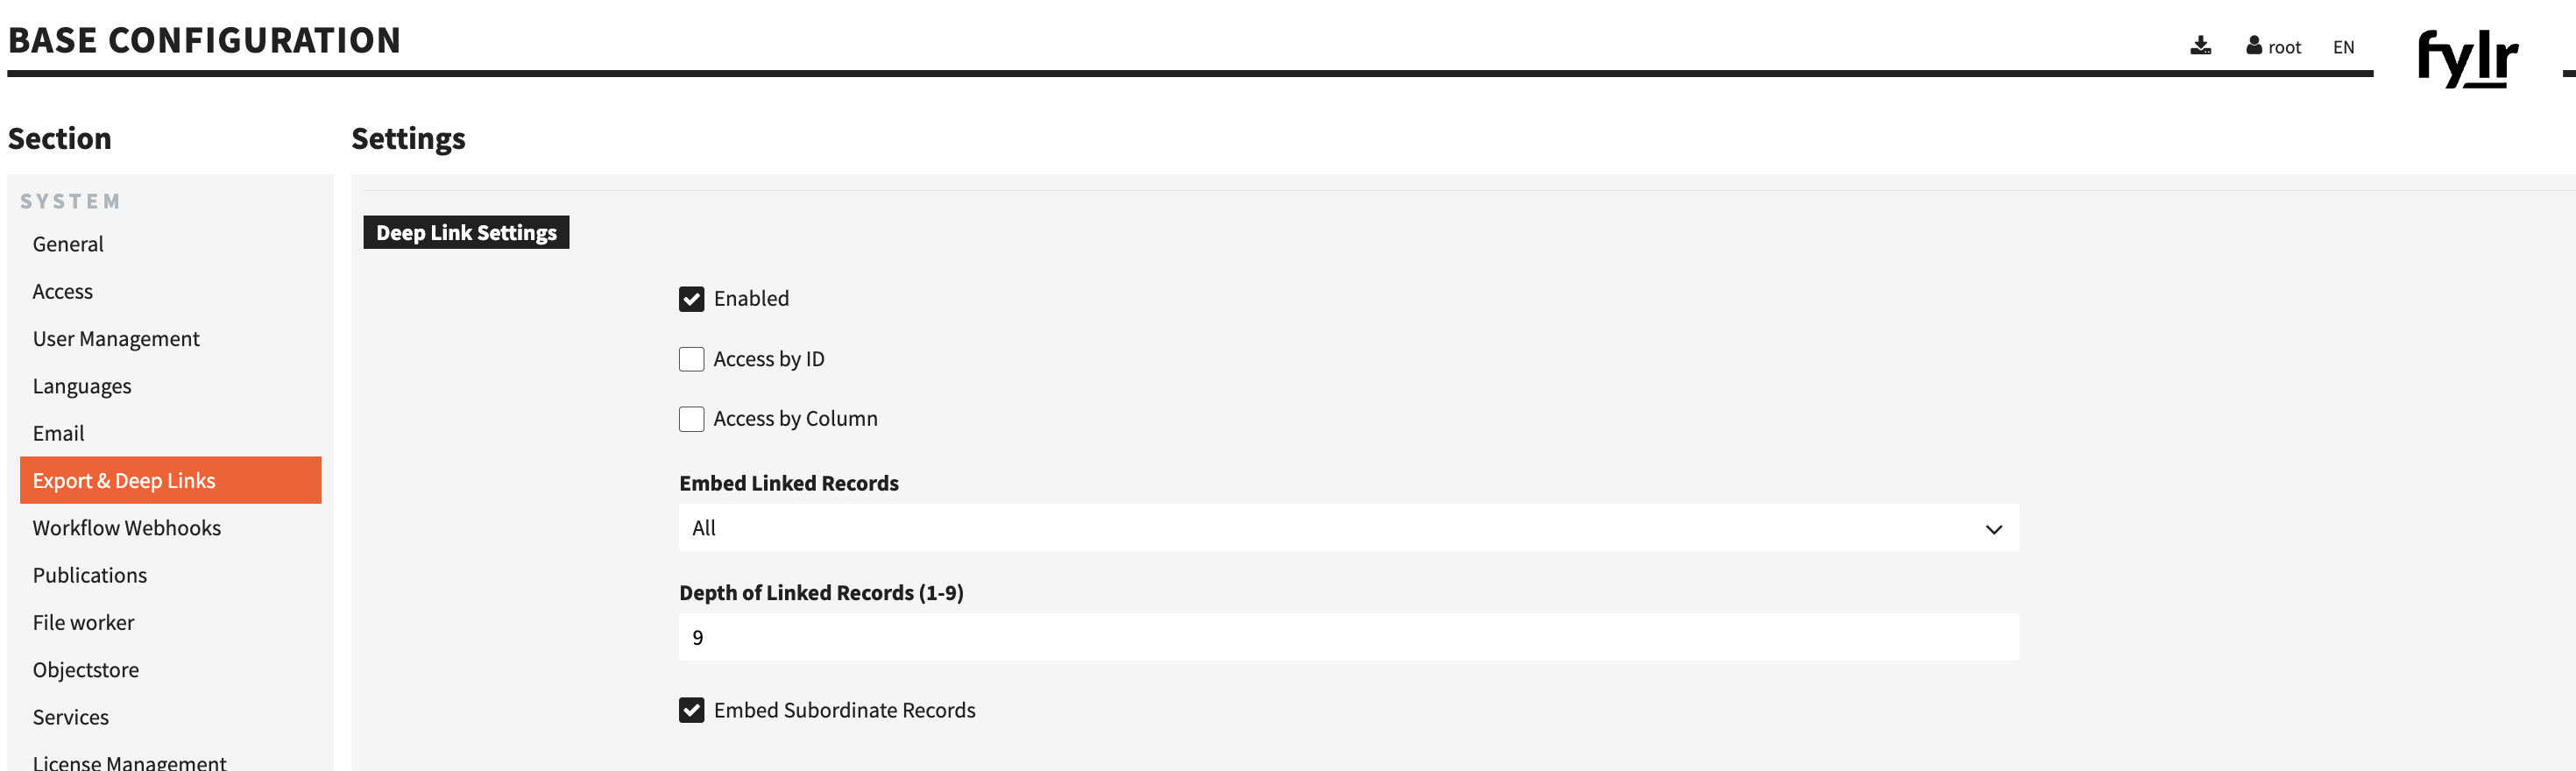 BASE CONFIGURATION
root
EN
fylr
Section
Settings
SYSTEM
General
Access
User Management
Languages
Email
Export & Deep Links
Workflow Webhooks
Publications
File worker
Objectstore
Services
License Management
Deep Link Settings
Enabled
Access by ID
Access by Column
Embed Linked Records
All
Depth of Linked Records (1-9)
9
Embed Subordinate Records